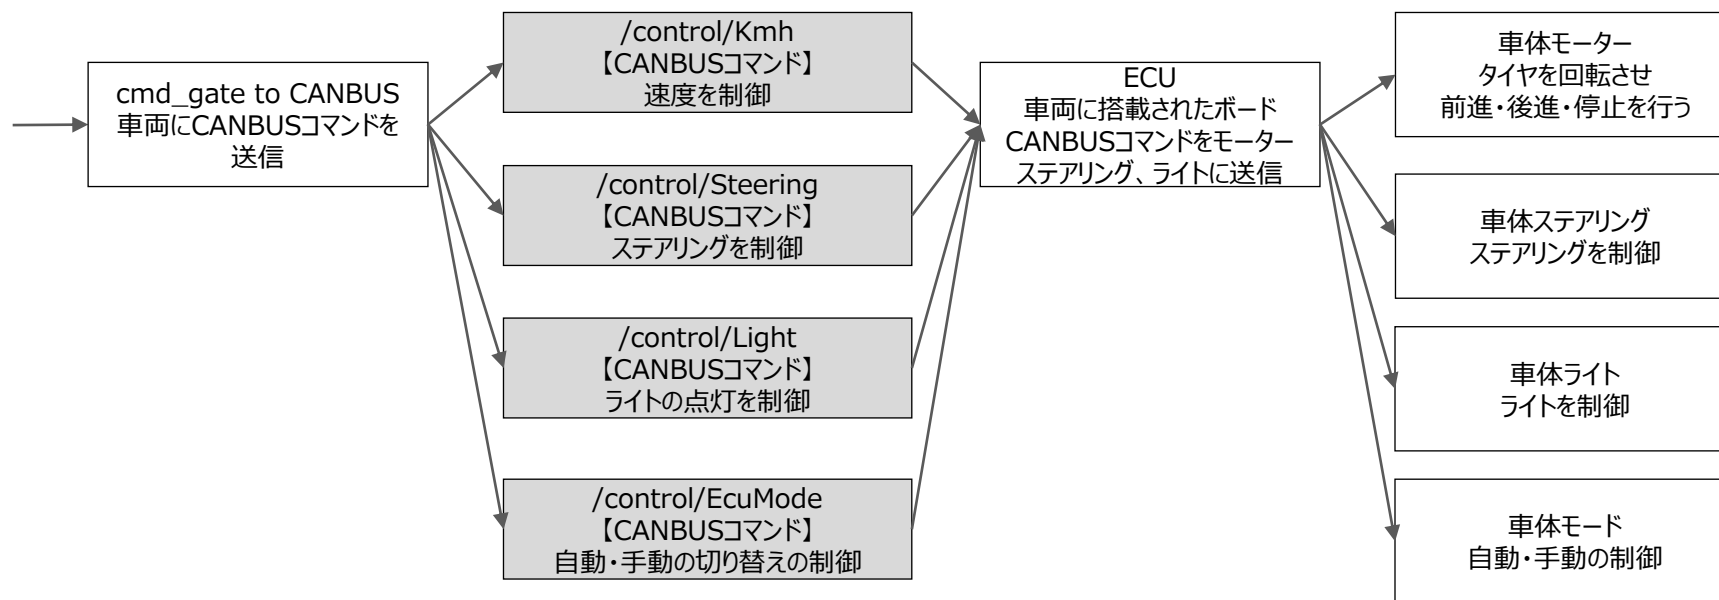 cmd_gate to CANBUS
車両にCANBUSコマンドを
送信
/control/Kmh
【CANBUSコマンド】
速度を制御
/control/Steering
【CANBUSコマンド】
ステアリングを制御
/control/Light
【CANBUSコマンド】
ライトの点灯を制御
/control/EcuMode
【CANBUSコマンド】
自動・手動の切り替えの制御
ECU
車両に搭載されたボード
CANBUSコマンドをモーター
ステアリング、ライトに送信
車体モーター
タイヤを回転させ
前進・後進・停止を行う
車体ステアリング
ステアリングを制御
車体ライト
ライトを制御
車体モード
自動・手動の制御